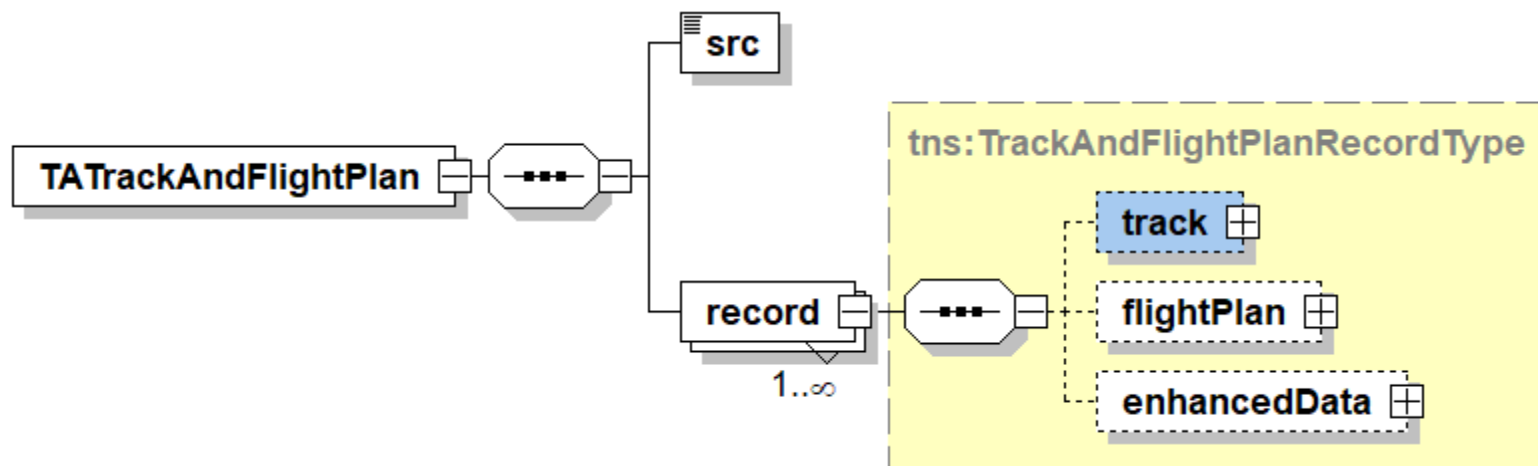 src
tns:TrackAndFlightPlanRecordType
TATrackAndFlightPlan
track
record
flightPlan
1..∞
enhancedData